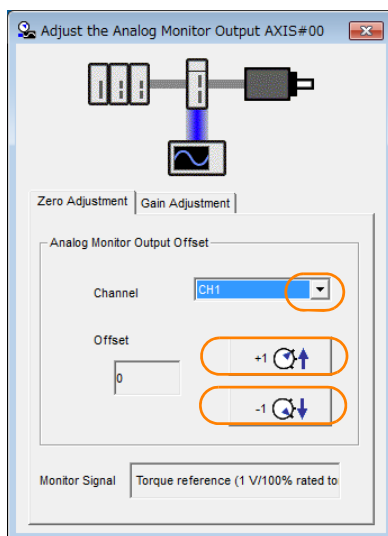 Adjust the Analog Monitor Output AXIS#00
Zero Adjustment Gain Adjustment
Analog Monitor Output Offset
Channel CH1
Offset
0
+1
-1
Monitor Signal Torque reference (1 V/100% rated to